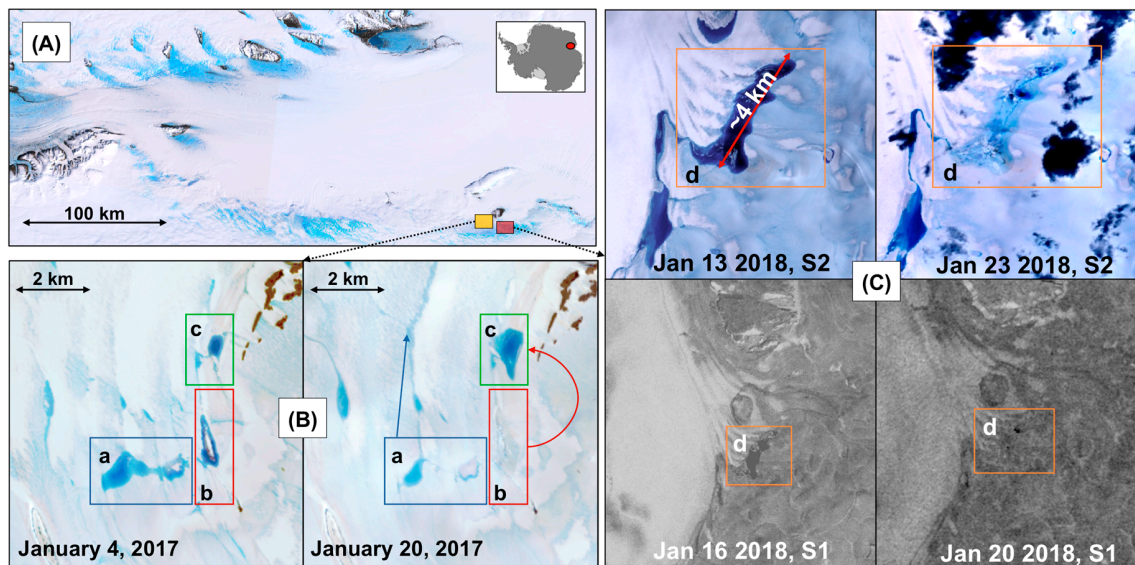 (A)
100 km
~4 km
d
Jan 13 2018, S2
d
Jan 23 2018, S2
(C)
2 km
c
a
b
January 4, 2017
(B)
2 km
c
a
b
January 20, 2017
d
Jan 16 2018, S1
d
Jan 20 2018, S1